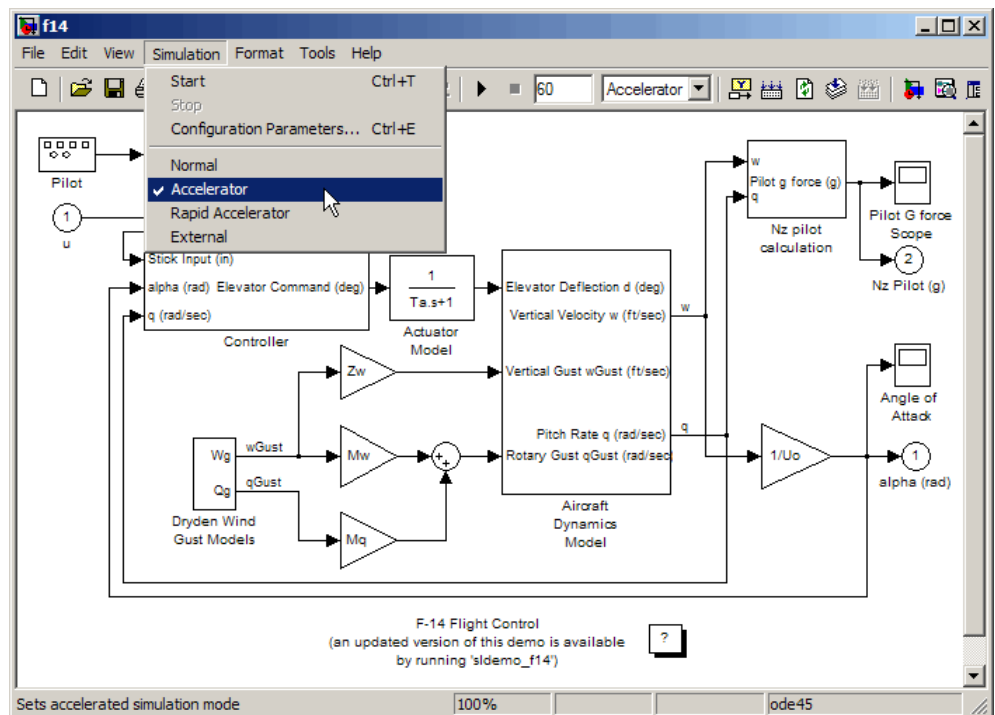 f14
File Edit View Simulation Format Tools Help
Start Ctrl+T
Stop
Configuration Parameters... Ctrl+E
Normal
Accelerator
Rapid Accelerator
External
60
Accelerator
Pilot
1
u
Stick Input (in)
alpha (rad)
q (rad/sec)
Elevator Command (deg)
Controller
1
Ta.s+1
Actuator
Model
Elevator Deflection d (deg)
Vertical Velocity w (ft/sec)
Vertical Gust wGust (ft/sec)
Pitch Rate q (rad/sec)
Rotary Gust qGust (rad/sec
Aircraft
Dynamics
Model
w
q
w
Pilot g force (g)
q
Nz pilot
calculation
Pilot G force
Scope
2
Nz Pilot (g)
Angle of
Attack
1/Uo
1
alpha (rad)
Zw
Mw
Mq
++
Wg
Qg
wGust
qGust
Dryden Wind
Gust Models
F-14 Flight Control
(an updated version of this demo is available
by running 'sldemo_f14')
?
Sets accelerated simulation mode
100%
ode45